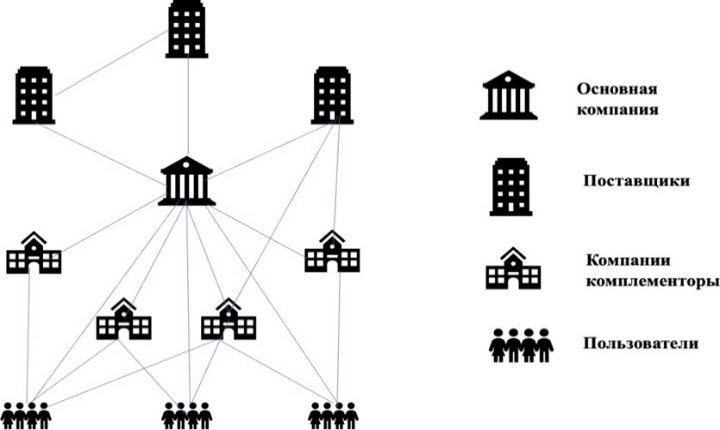 Основная
компания
Поставщики
Компании
комплементоры
Пользователи